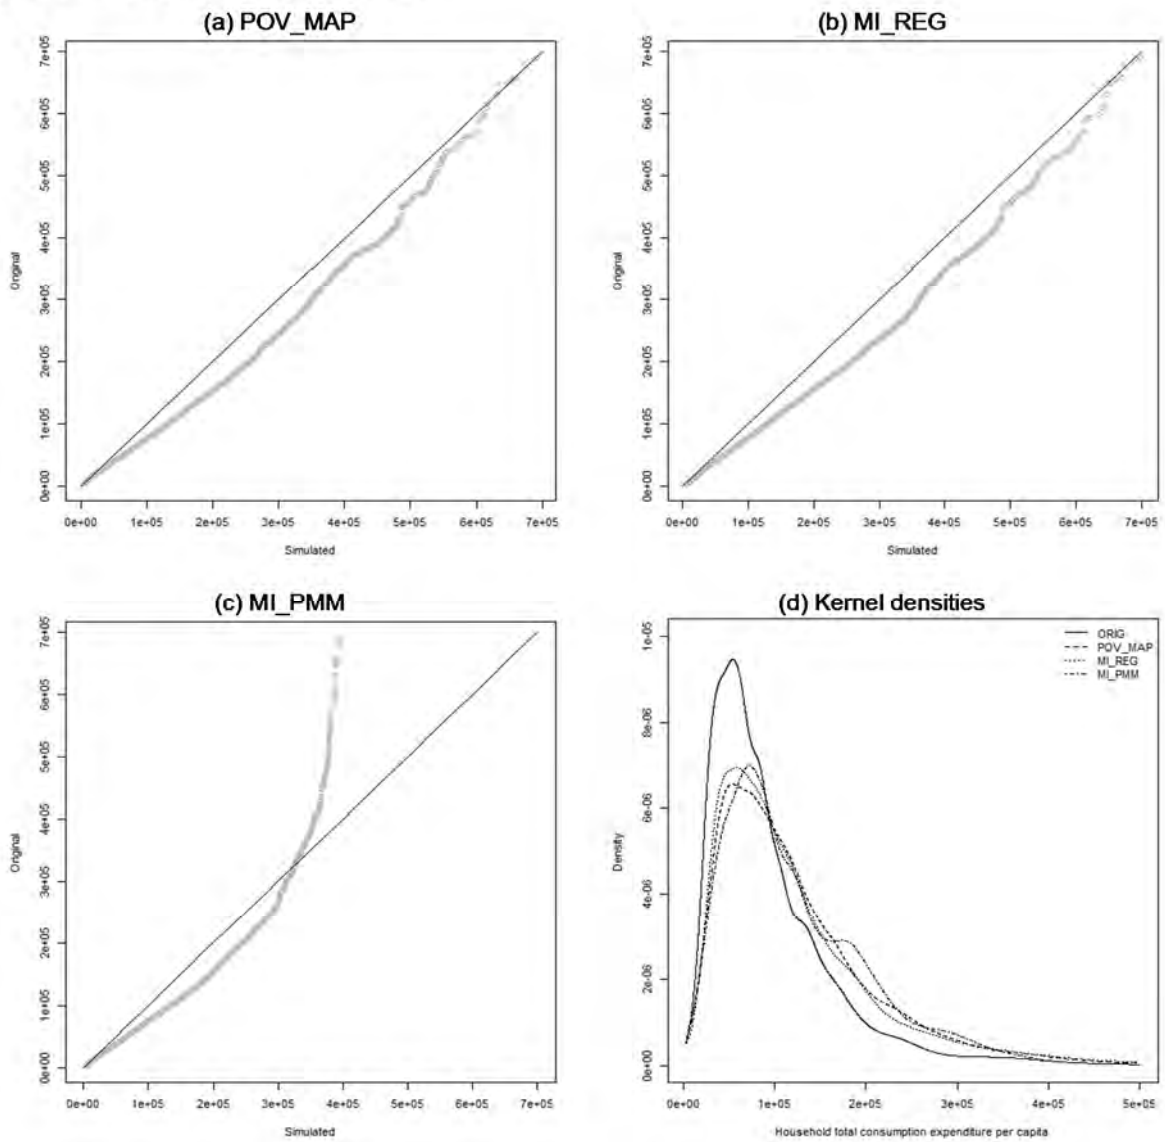 (a) POV_MAP
7e+05
6e+05
5e+05
4e+05
3e+05
2e+05
1e+05
0e+00
Original
0e+00 1e+05 2e+05 3e+05 4e+05 5e+05 6e+05 7e+05
Simulated
(b) MI_REG
7e+05
6e+05
5e+05
4e+05
3e+05
2e+05
1e+05
0e+00
Original
0e+00 1e+05 2e+05 3e+05 4e+05 5e+05 6e+05 7e+05
Simulated
(c) MI_PMM
7e+05
6e+05
5e+05
4e+05
3e+05
2e+05
1e+05
0e+00
Original
0e+00 1e+05 2e+05 3e+05 4e+05 5e+05 6e+05 7e+05
Simulated
(d) Kernel densities
ORIG
POV_MAP
MI_REG
MI_PMM
1e-05
8e-06
6e-06
4e-06
2e-06
0e+00
Density
0e+00 1e+05 2e+05 3e+05 4e+05 5e+05
Household total consumption expenditure per capita